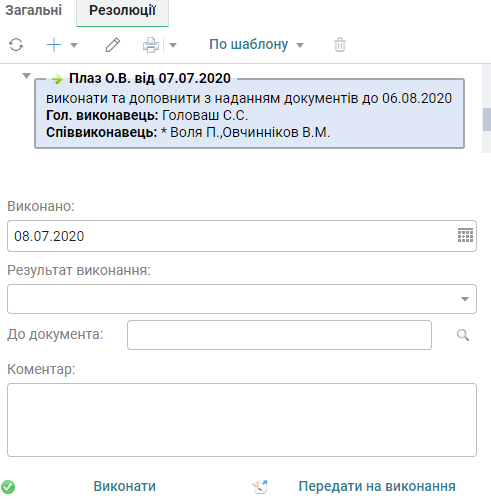 Загальні Резолюції
По шаблону
Плаз О.В. від 07.07.2020
виконати та доповнити з наданням документів до 06.08.2020
Гол. виконавець: Головаш С.С.
Співвиконавець: * Воля П.,Овчинніков В.М.
Виконано:
08.07.2020
Результат виконання:
До документа:
Коментар:
Виконати Передати на виконання